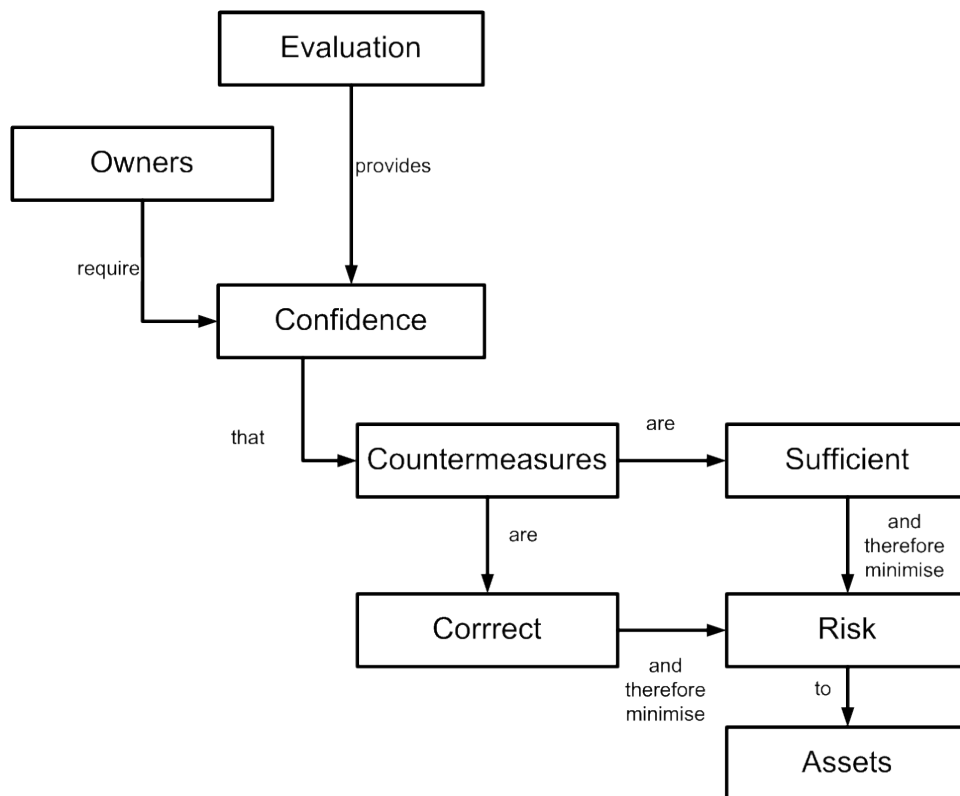 Evaluation
Owners
provides
require
Confidence
that
Countermeasures
are
Sufficient
are
and
therefore
minimise
Corrrect
and
therefore
minimise
Risk
to
Assets